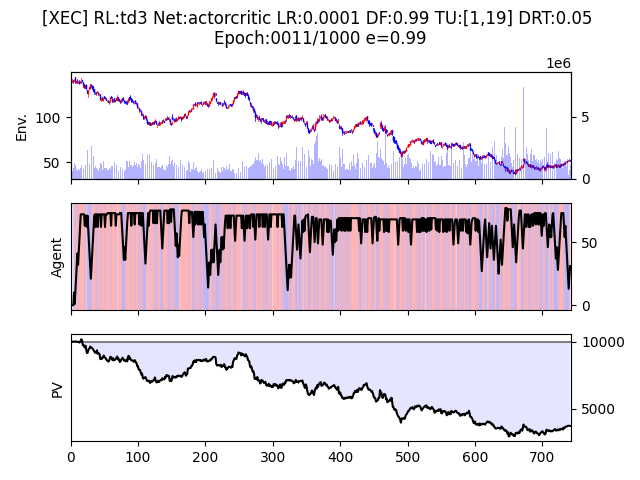 [XEC] RL:td3 Net:actorcritic LR:0.0001 DF:0.99 TU:[1,19] DRT:0.05
Epoch:0011/1000 e=0.99
1e6
Env.
100
50
5
0
Agent
50
0
PV
10000
5000
0 100 200 300 400 500 600 700